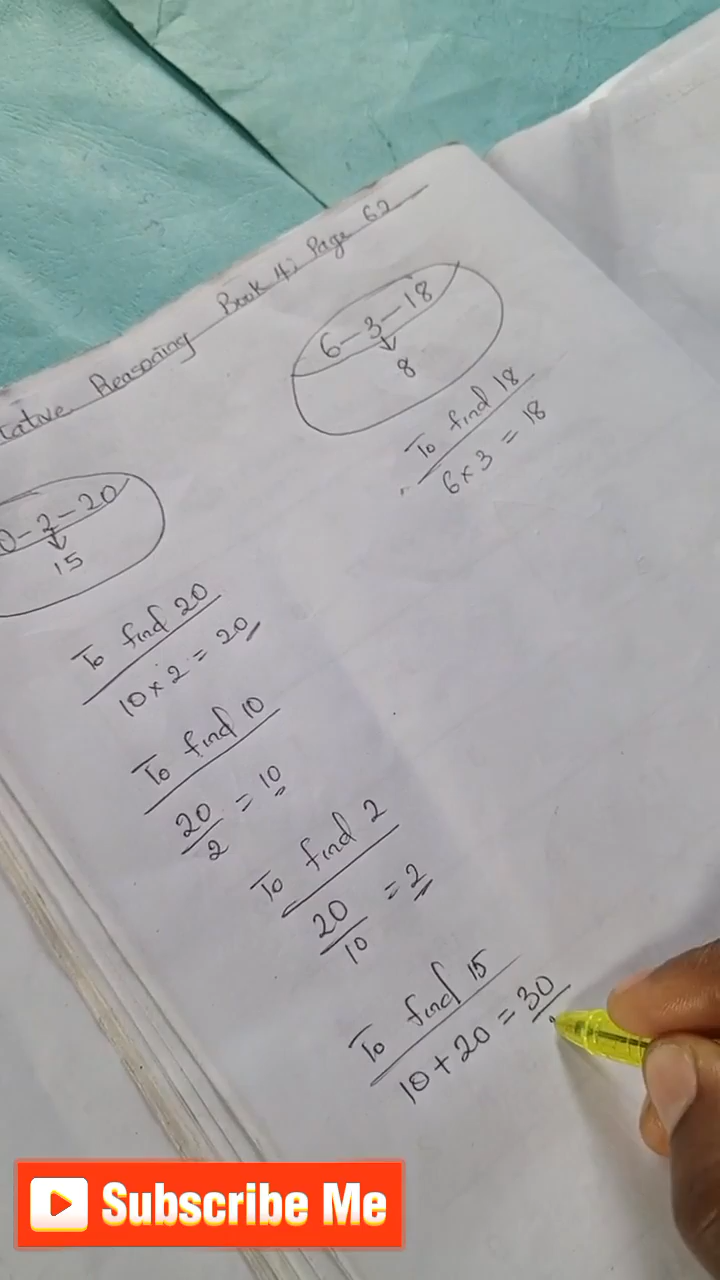 Reasoning Book 4; Page 62
6-3-18
8
To find 18
6×3 = 18
0-2-20
15
To find 20
10×2 = 20
To find 10
20/2 = 10
To find 2
20/10 = 2
To find 15
10+20 = 30
Subscribe Me